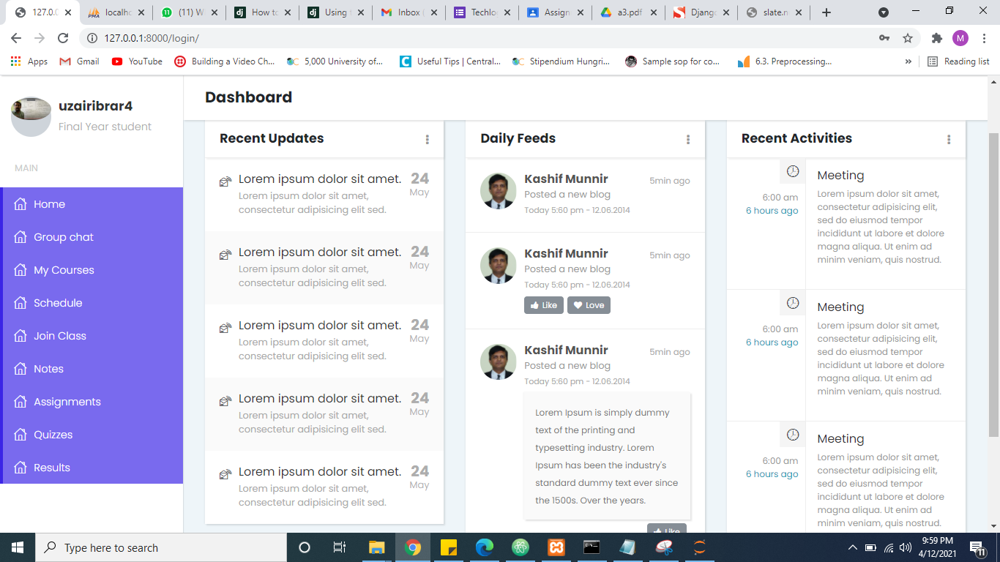 127.0.
localho
(11) W
How to
Using t
Inbox (
Techlo
Assign
a3.pdf
Django
slate.n
127.0.0.1:8000/login/
M
Apps
Gmail
YouTube
Building a Video Ch...
5,000 University of...
Useful Tips | Central...
Stipendium Hungri...
Sample sop for co...
6.3. Preprocessing...
»
Reading list
uzairibrar4
Final Year student
MAIN
Home
Group chat
My Courses
Schedule
Join Class
Notes
Assignments
Quizzes
Results
Dashboard
Recent Updates
Lorem ipsum dolor sit amet.
24
May
Lorem ipsum dolor sit amet,
consectetur adipisicing elit sed.
Lorem ipsum dolor sit amet.
24
May
Lorem ipsum dolor sit amet,
consectetur adipisicing elit sed.
Lorem ipsum dolor sit amet.
24
May
Lorem ipsum dolor sit amet,
consectetur adipisicing elit sed.
Lorem ipsum dolor sit amet.
24
May
Lorem ipsum dolor sit amet,
consectetur adipisicing elit sed.
Lorem ipsum dolor sit amet.
24
May
Lorem ipsum dolor sit amet,
consectetur adipisicing elit sed.
Daily Feeds
Kashif Munnir
5min ago
Posted a new blog
Today 5:60 pm - 12.06.2014
Kashif Munnir
5min ago
Posted a new blog
Today 5:60 pm - 12.06.2014
Like
Love
Kashif Munnir
5min ago
Posted a new blog
Today 5:60 pm - 12.06.2014
Lorem Ipsum is simply dummy
text of the printing and
typesetting industry. Lorem
Ipsum has been the industry's
standard dummy text ever since
the 1500s. Over the years.
Like
Recent Activities
6:00 am
6 hours ago
Meeting
Lorem ipsum dolor sit amet,
consectetur adipisicing elit,
sed do eiusmod tempor
incididunt ut labore et dolore
magna aliqua. Ut enim ad
minim veniam, quis nostrud.
6:00 am
6 hours ago
Meeting
Lorem ipsum dolor sit amet,
consectetur adipisicing elit,
sed do eiusmod tempor
incididunt ut labore et dolore
magna aliqua. Ut enim ad
minim veniam, quis nostrud.
6:00 am
6 hours ago
Meeting
Lorem ipsum dolor sit amet,
consectetur adipisicing elit,
sed do eiusmod tempor
incididunt ut labore et dolore
magna aliqua. Ut enim ad
minim veniam, quis nostrud.
Type here to search
9:59 PM
4/12/2021
11